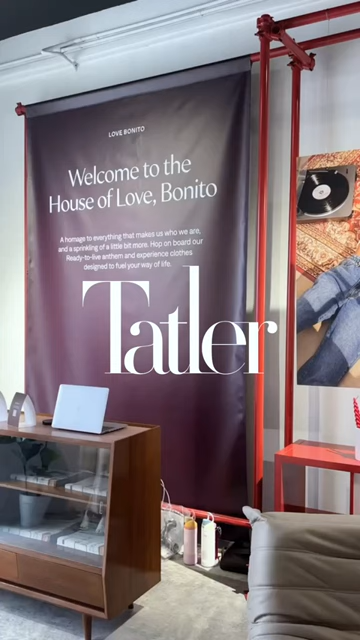 LOVE, BONITO
Welcome to the
House of Love, Bonito
A homage to everything that makes us who we are,
and a sprinkling of a little bit more. Hop on board our
Ready-to-live anthem and experience clothes
designed to fuel your way of life.
Tatler